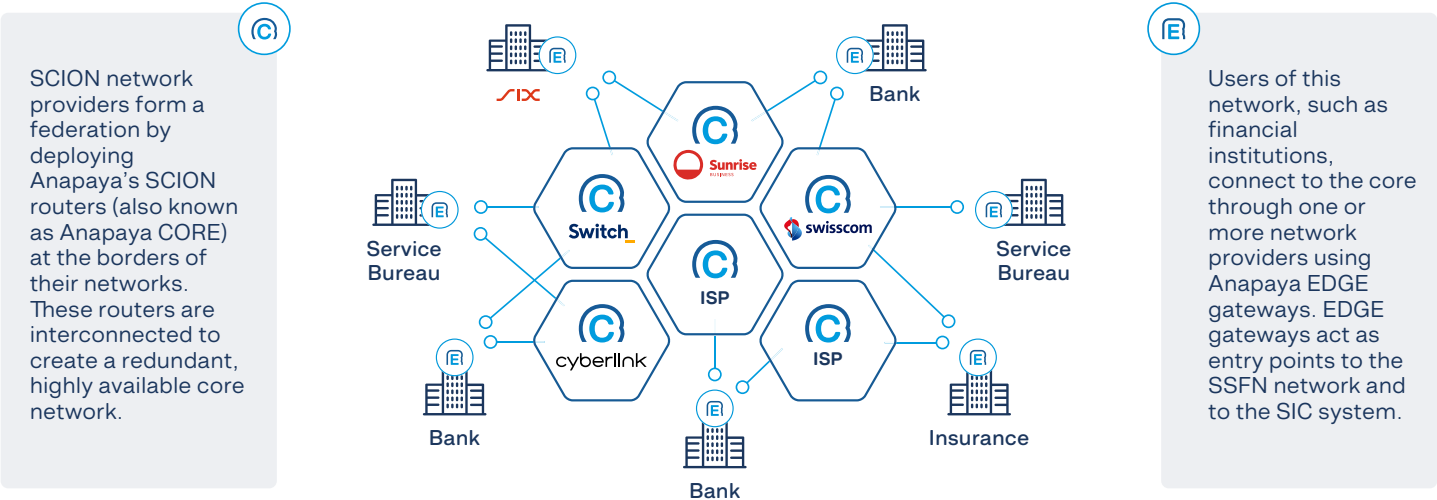 C
SCION network
providers form a
federation by
deploying
Anapaya’s SCION
routers (also known
as Anapaya CORE)
at the borders of
their networks.
These routers are
interconnected to
create a redundant,
highly available core
network.
E
SIX
E
Bank
C
Sunrise
BUSINESS
C
Switch_
C
swisscom
E
Service
Bureau
E
Service
Bureau
C
ISP
C
cyberlink
C
ISP
E
Bank
E
Bank
E
Insurance
E
Users of this
network, such as
financial
institutions,
connect to the core
through one or
more network
providers using
Anapaya EDGE
gateways. EDGE
gateways act as
entry points to the
SSFN network and
to the SIC system.